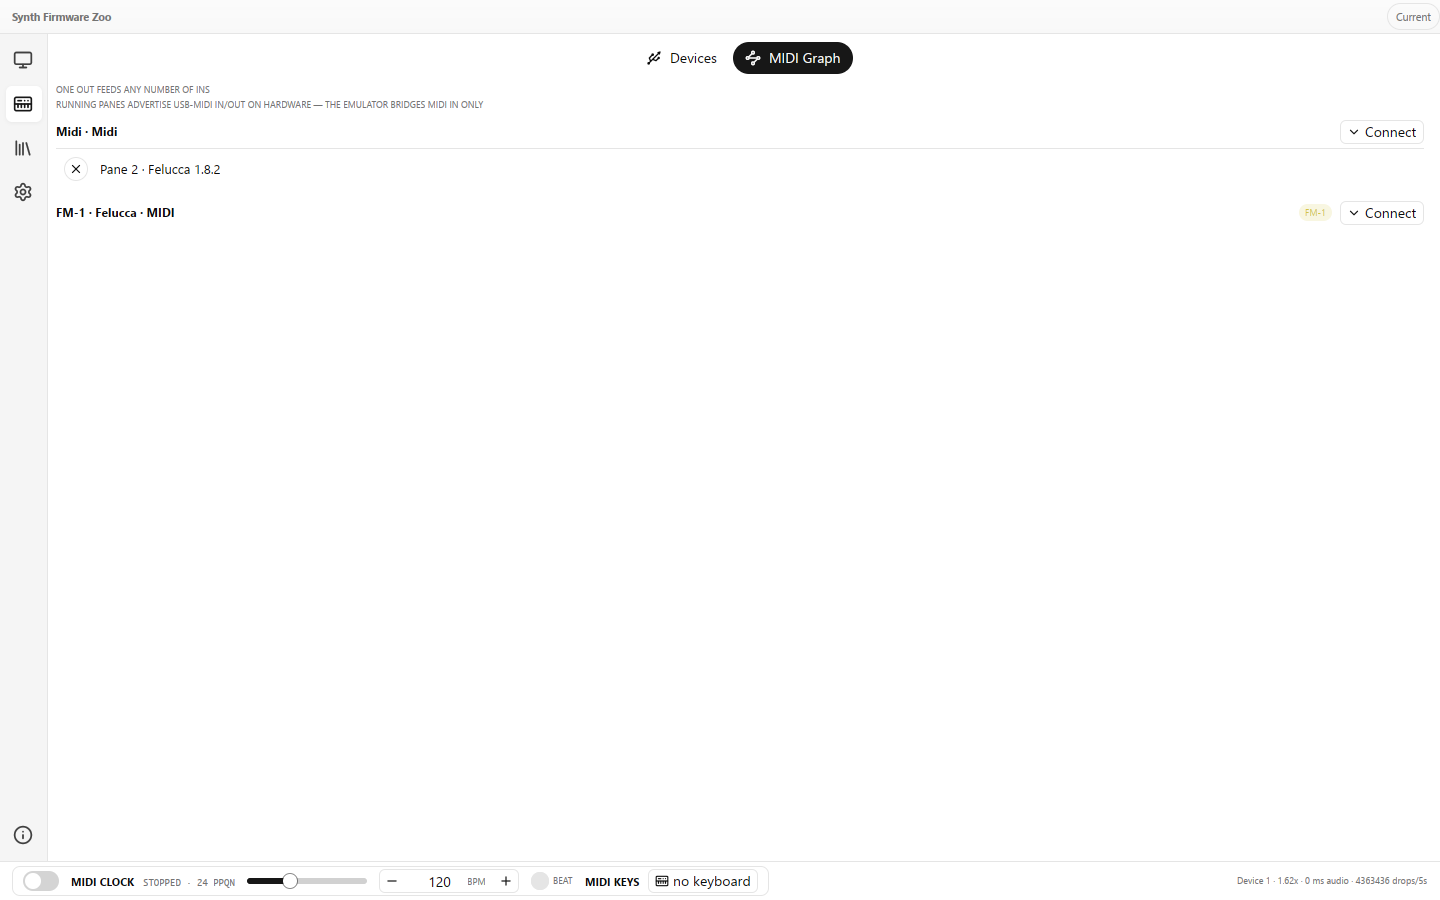 Synth Firmware Zoo
Current
Devices
MIDI Graph
ONE OUT FEEDS ANY NUMBER OF INS
RUNNING PANES ADVERTISE USB-MIDI IN/OUT ON HARDWARE — THE EMULATOR BRIDGES MIDI IN ONLY
Midi · Midi
Connect
Pane 2 · Felucca 1.8.2
FM-1 · Felucca · MIDI
FM-1
Connect
MIDI CLOCK STOPPED · 24 PPQN
120 BPM
BEAT
MIDI KEYS
no keyboard
Device 1 · 1.62x · 0 ms audio · 4363436 drops/5s